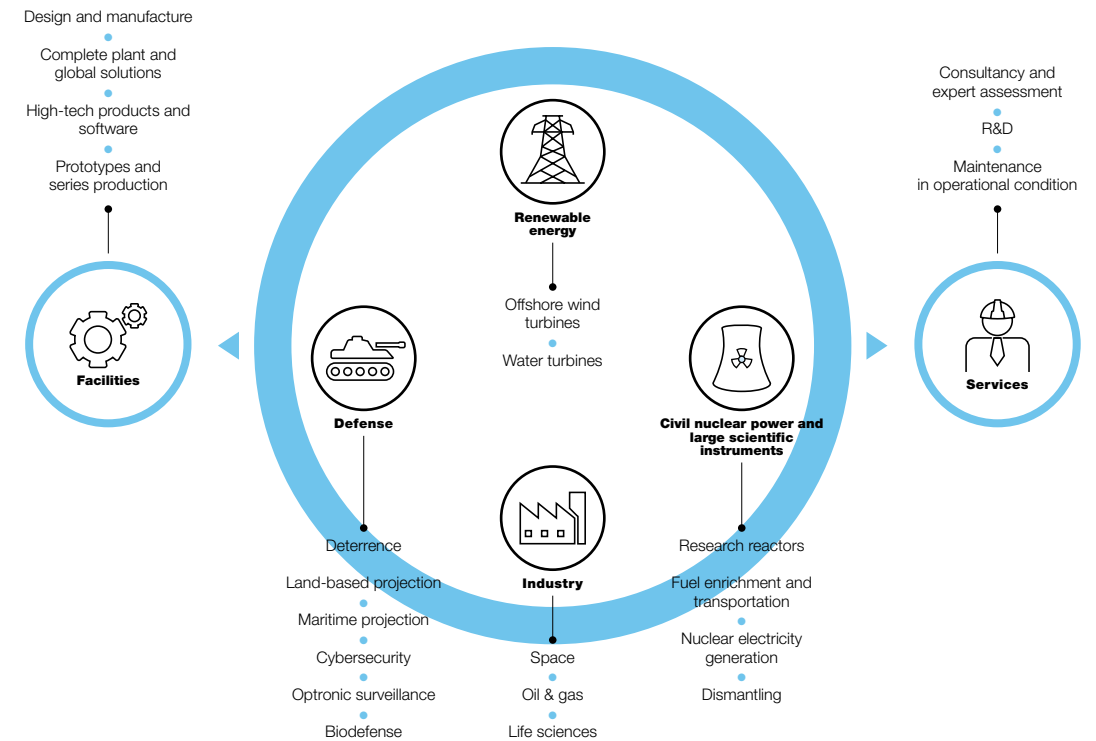 Design and manufacture
Complete plant and
global solutions
High-tech products and
software
Prototypes and
series production
Facilities
Renewable
energy
Offshore wind
turbines
Water turbines
Defense
Deterrence
Land-based projection
Maritime projection
Cybersecurity
Optronic surveillance
Biodefense
Industry
Space
Oil & gas
Life sciences
Civil nuclear power and
large scientific
instruments
Research reactors
Fuel enrichment and
transportation
Nuclear electricity
generation
Dismantling
Consultancy and
expert assessment
R&D
Maintenance
in operational condition
Services